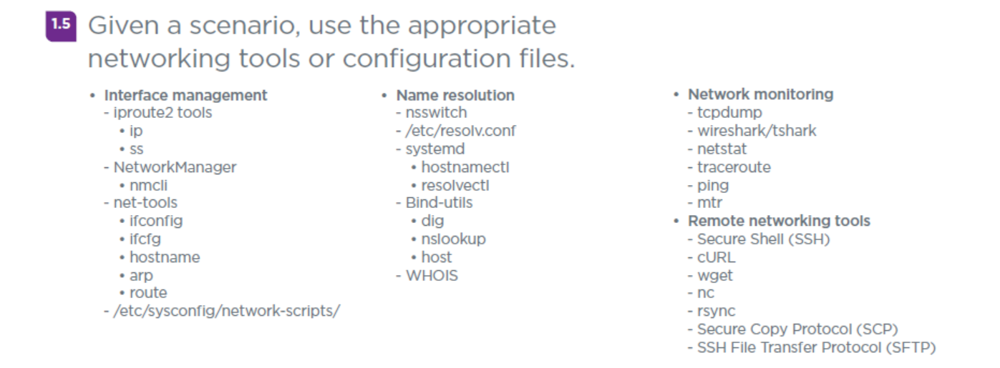 1.5
Given a scenario, use the appropriate
networking tools or configuration files.
• Interface management
- iproute2 tools
• ip
• ss
- NetworkManager
• nmcli
- net-tools
• ifconfig
• ifcfg
• hostname
• arp
• route
- /etc/sysconfig/network-scripts/
• Name resolution
- nsswitch
- /etc/resolv.conf
- systemd
• hostnamectl
• resolvectl
- Bind-utils
• dig
• nslookup
• host
- WHOIS
• Network monitoring
- tcpdump
- wireshark/tshark
- netstat
- traceroute
- ping
- mtr
• Remote networking tools
- Secure Shell (SSH)
- cURL
- wget
- nc
- rsync
- Secure Copy Protocol (SCP)
- SSH File Transfer Protocol (SFTP)